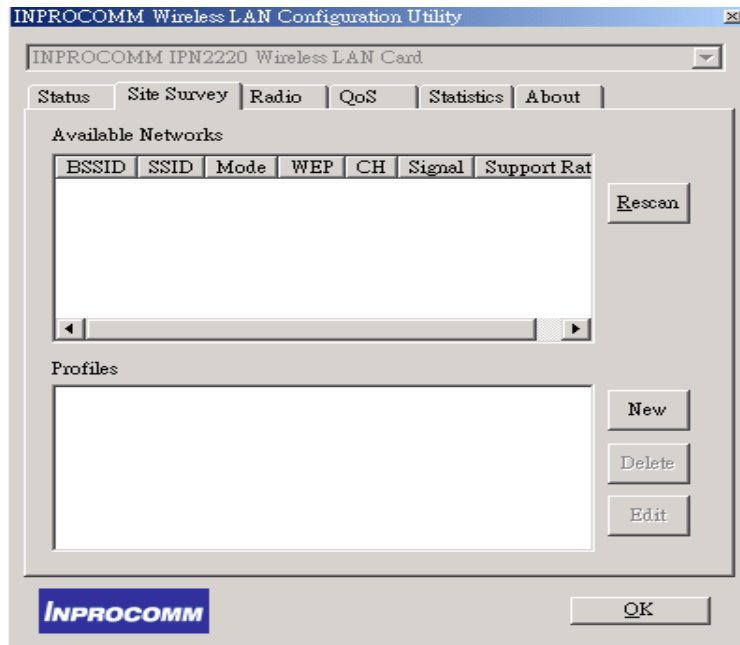 INPROCOMM Wireless LAN Configuration Utility
INPROCOMM IPN2220 Wireless LAN Card
Status Site Survey Radio QoS Statistics About
Available Networks
BSSID SSID Mode WEP CH Signal Support Rat
Rescan
Profiles
New
Delete
Edit
INPROCOMM
OK